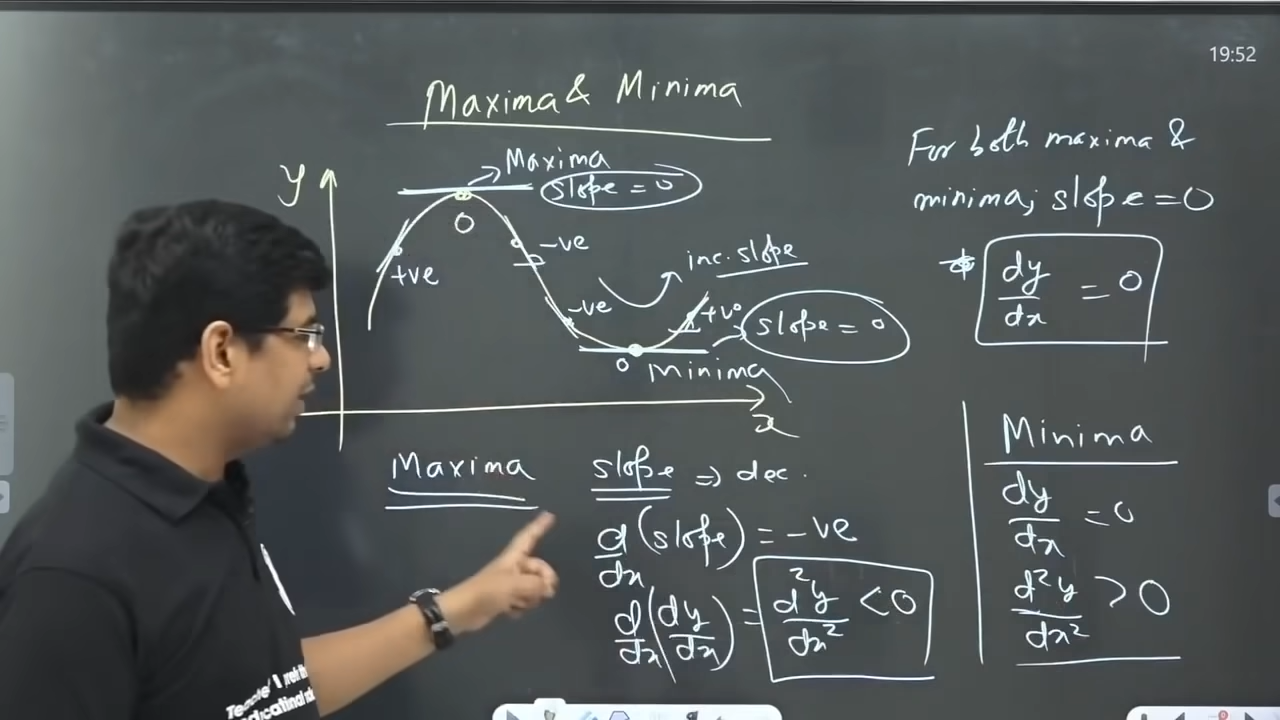 19:52
Maxima & Minima
y
Maxima
slope = 0
0
+ve
-ve
-ve
inc. slope
+ve
slope = 0
0 Minima
x
For both maxima &
minima; slope = 0
* dy/dx = 0
Maxima
slope ⇒ dec.
d/dx (slope) = -ve
d/dx (dy/dx) = d²y/dx² < 0
Minima
dy/dx = 0
d²y/dx² > 0